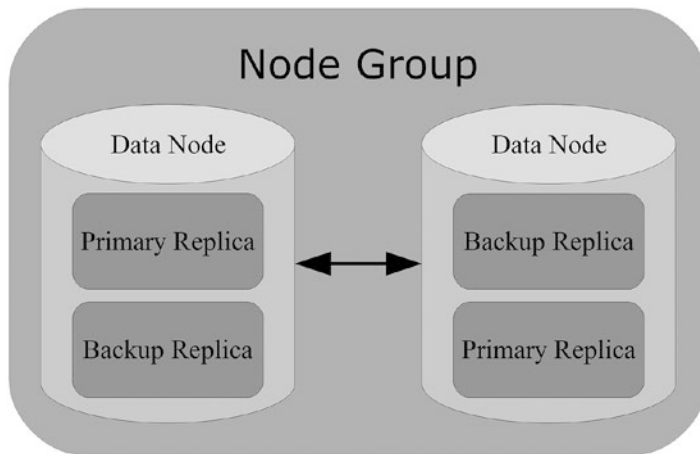 Node Group
Data Node
Primary Replica
Backup Replica
Data Node
Backup Replica
Primary Replica